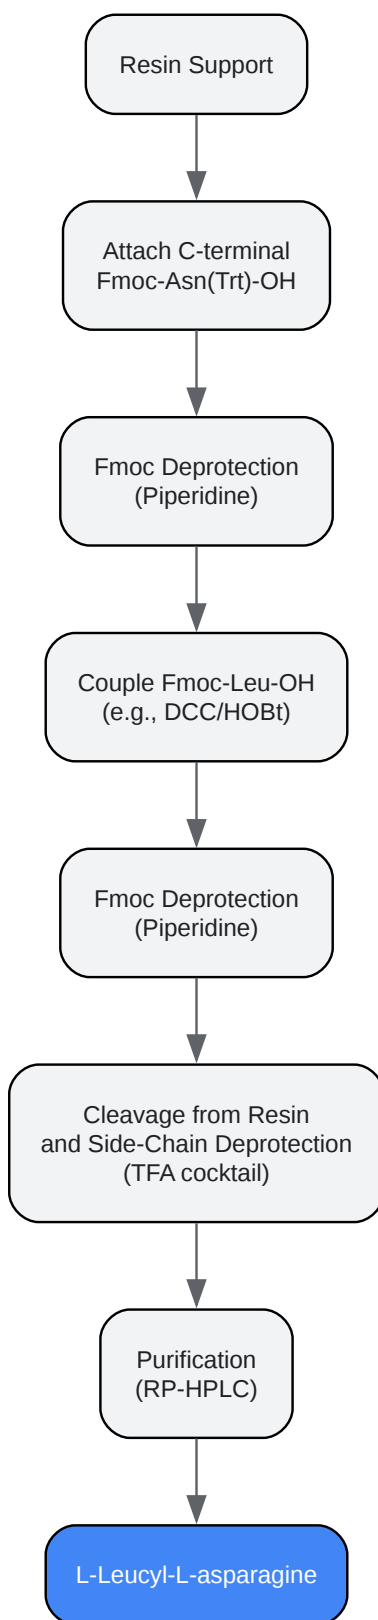 Resin Support
Attach C-terminal
Fmoc-Asn(Trt)-OH
Fmoc Deprotection
(Piperidine)
Couple Fmoc-Leu-OH
(e.g., DCC/HOBt)
Fmoc Deprotection
(Piperidine)
Cleavage from Resin
and Side-Chain Deprotection
(TFA cocktail)
Purification
(RP-HPLC)
L-Leucyl-L-asparagine